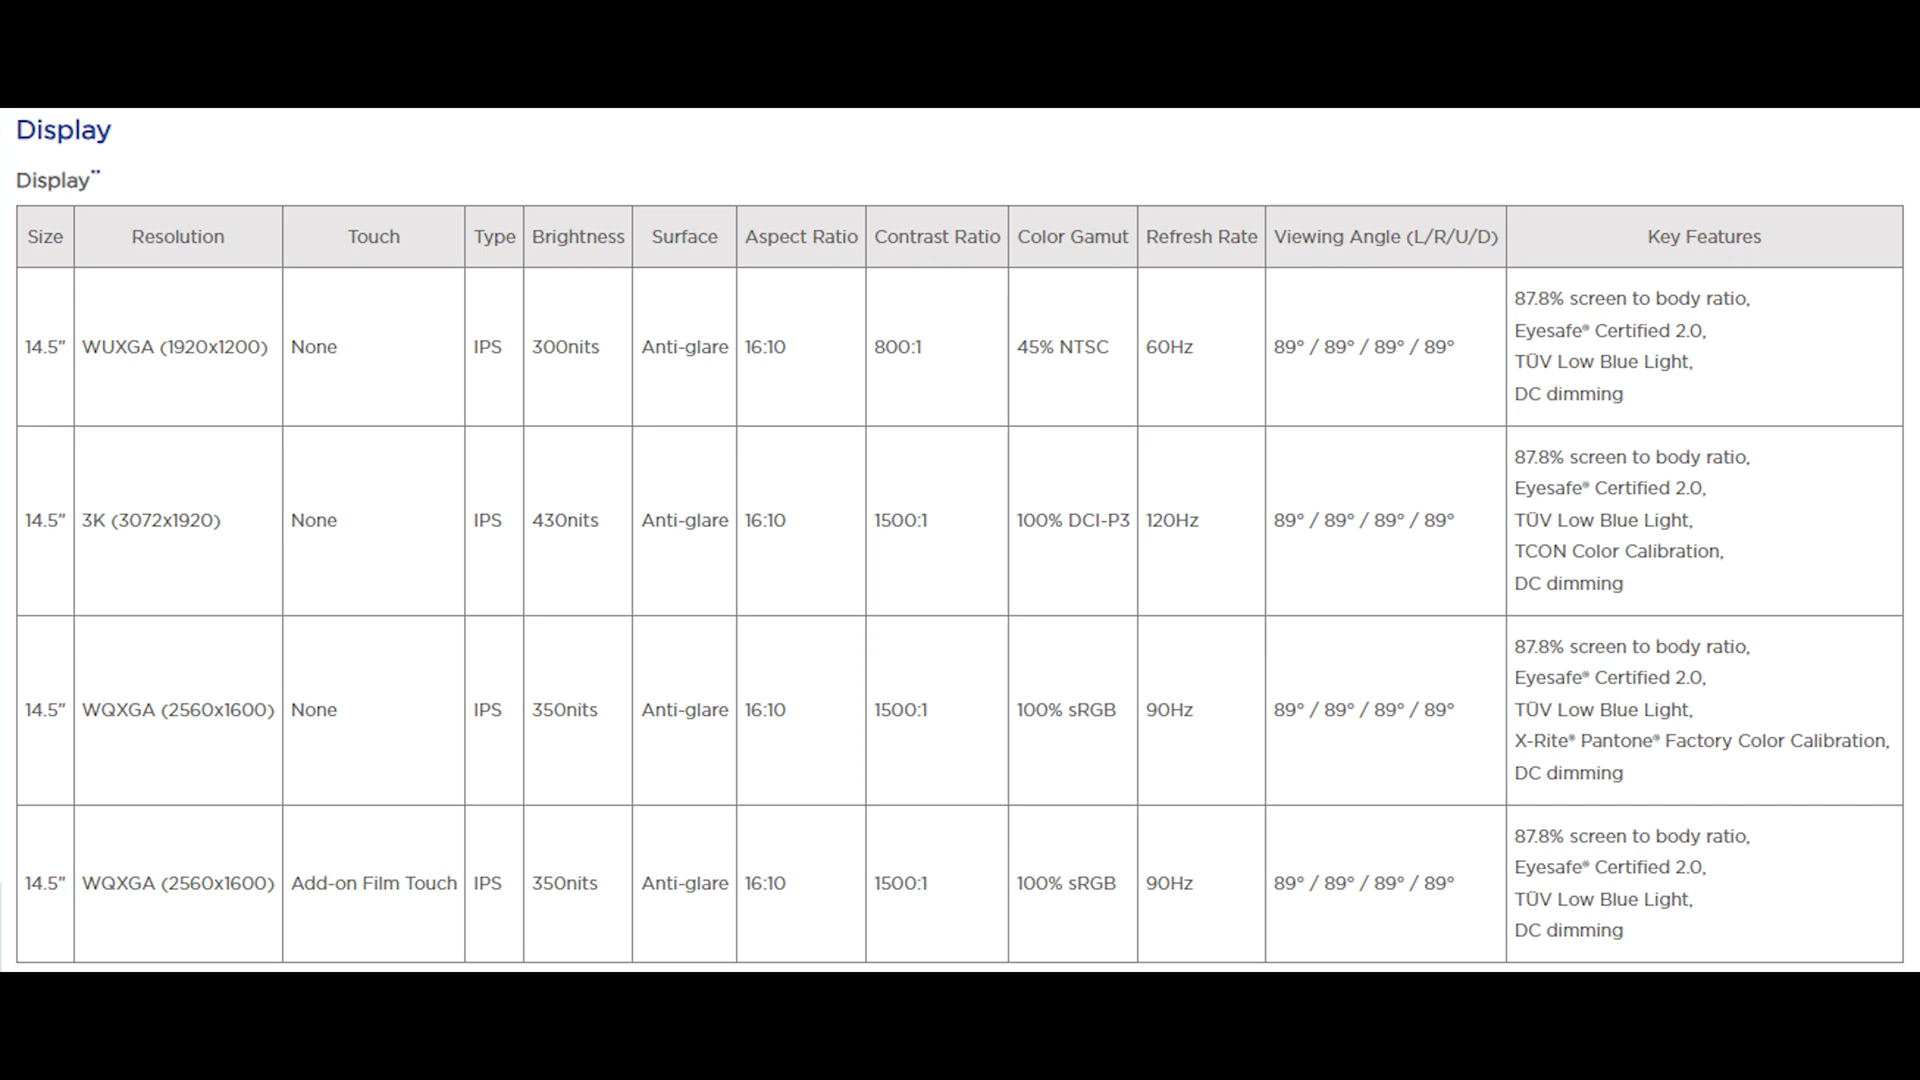 Display
Display**
Size Resolution Touch Type Brightness Surface Aspect Ratio Contrast Ratio Color Gamut Refresh Rate Viewing Angle (L/R/U/D) Key Features
14.5" WUXGA (1920x1200) None IPS 300nits Anti-glare 16:10 800:1 45% NTSC 60Hz 89° / 89° / 89° / 89° 87.8% screen to body ratio,
Eyesafe® Certified 2.0,
TÜV Low Blue Light,
DC dimming
14.5" 3K (3072x1920) None IPS 430nits Anti-glare 16:10 1500:1 100% DCI-P3 120Hz 89° / 89° / 89° / 89° 87.8% screen to body ratio,
Eyesafe® Certified 2.0,
TÜV Low Blue Light,
TCON Color Calibration,
DC dimming
14.5" WQXGA (2560x1600) None IPS 350nits Anti-glare 16:10 1500:1 100% sRGB 90Hz 89° / 89° / 89° / 89° 87.8% screen to body ratio,
Eyesafe® Certified 2.0,
TÜV Low Blue Light,
X-Rite® Pantone® Factory Color Calibration,
DC dimming
14.5" WQXGA (2560x1600) Add-on Film Touch IPS 350nits Anti-glare 16:10 1500:1 100% sRGB 90Hz 89° / 89° / 89° / 89° 87.8% screen to body ratio,
Eyesafe® Certified 2.0,
TÜV Low Blue Light,
DC dimming